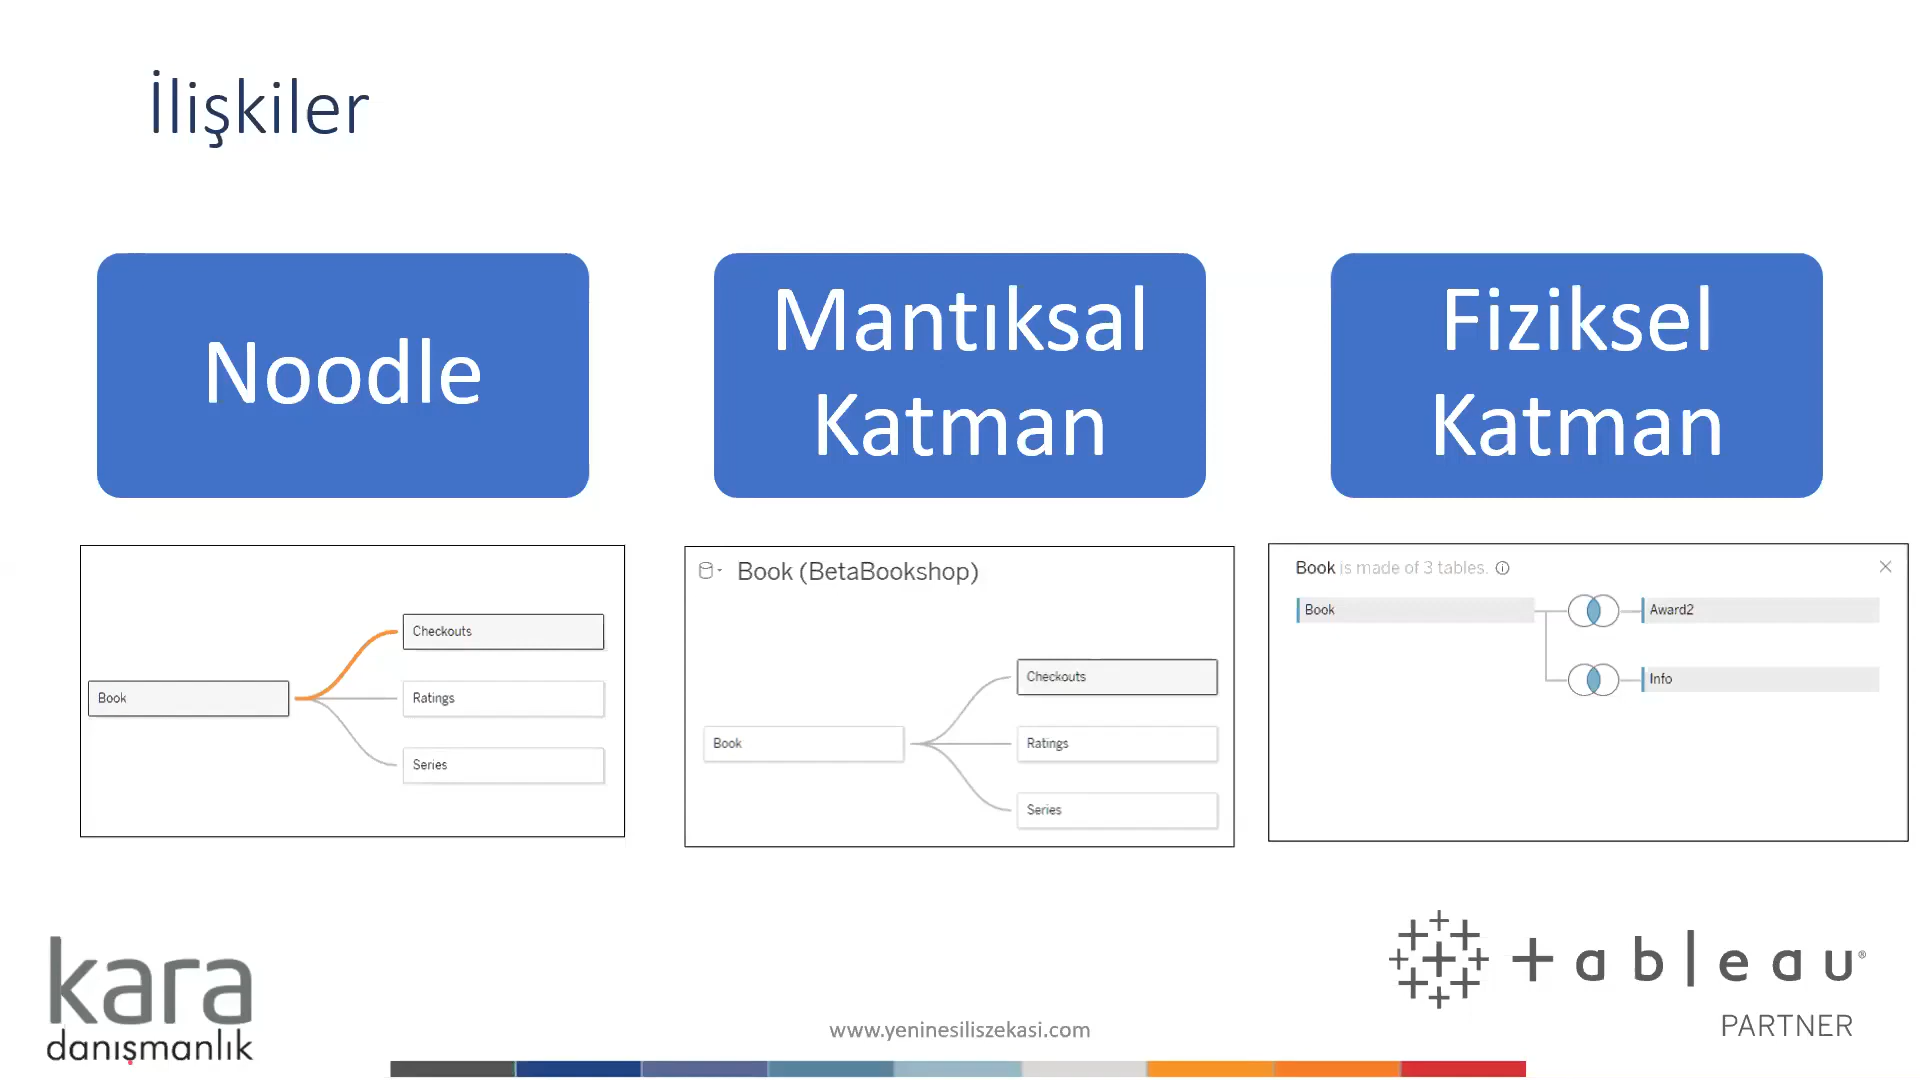 İlişkiler
Noodle
Mantıksal
Katman
Fiziksel
Katman
Checkouts
Book
Ratings
Series
Book (BetaBookshop)
Checkouts
Book
Ratings
Series
Book is made of 3 tables.
Book
Award2
Info
kara
danışmanlık
www.yeninesiliszekasi.com
+ableau®
PARTNER